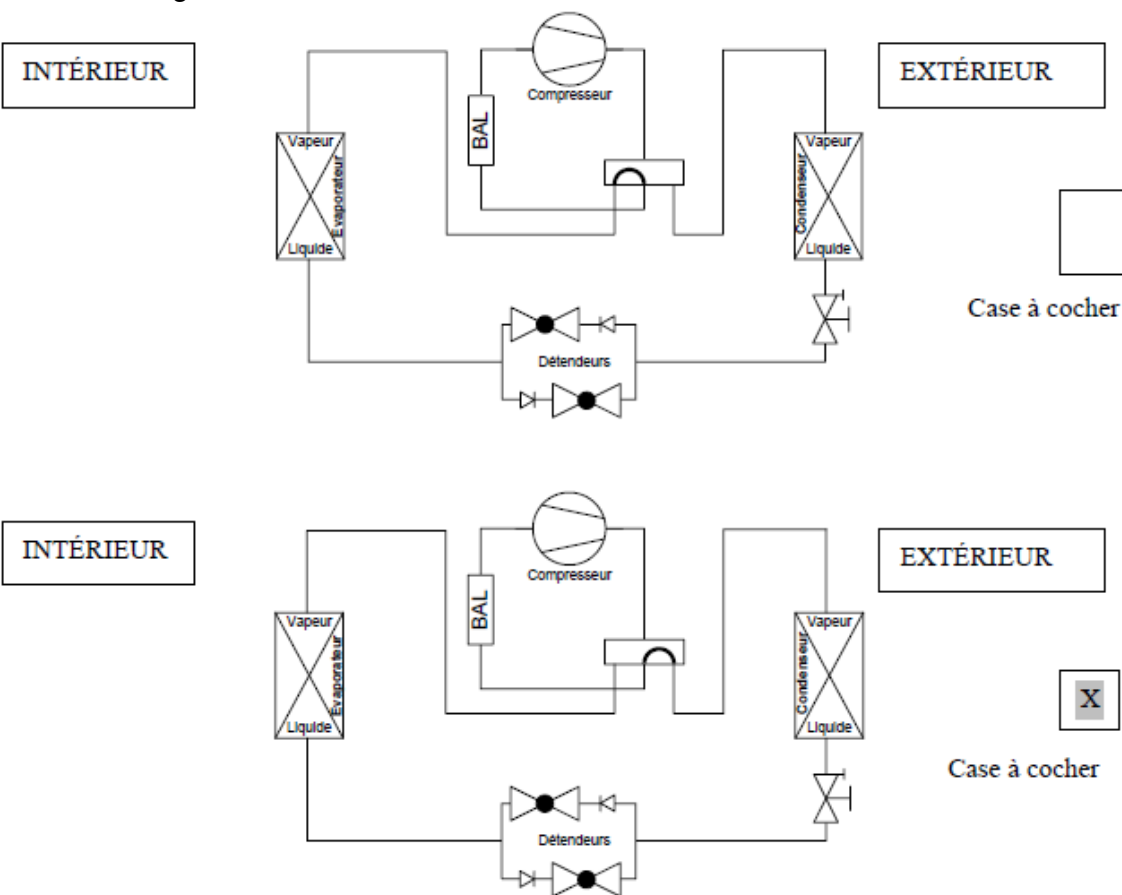 INTÉRIEUR
EXTÉRIEUR
Compresseur
BAL
Vapeur
Évaporateur
Liquide
Vapeur
Condenseur
Liquide
Détendeurs
Case à cocher
INTÉRIEUR
EXTÉRIEUR
Compresseur
BAL
Vapeur
Évaporateur
Liquide
Vapeur
Condenseur
Liquide
X
Détendeurs
Case à cocher